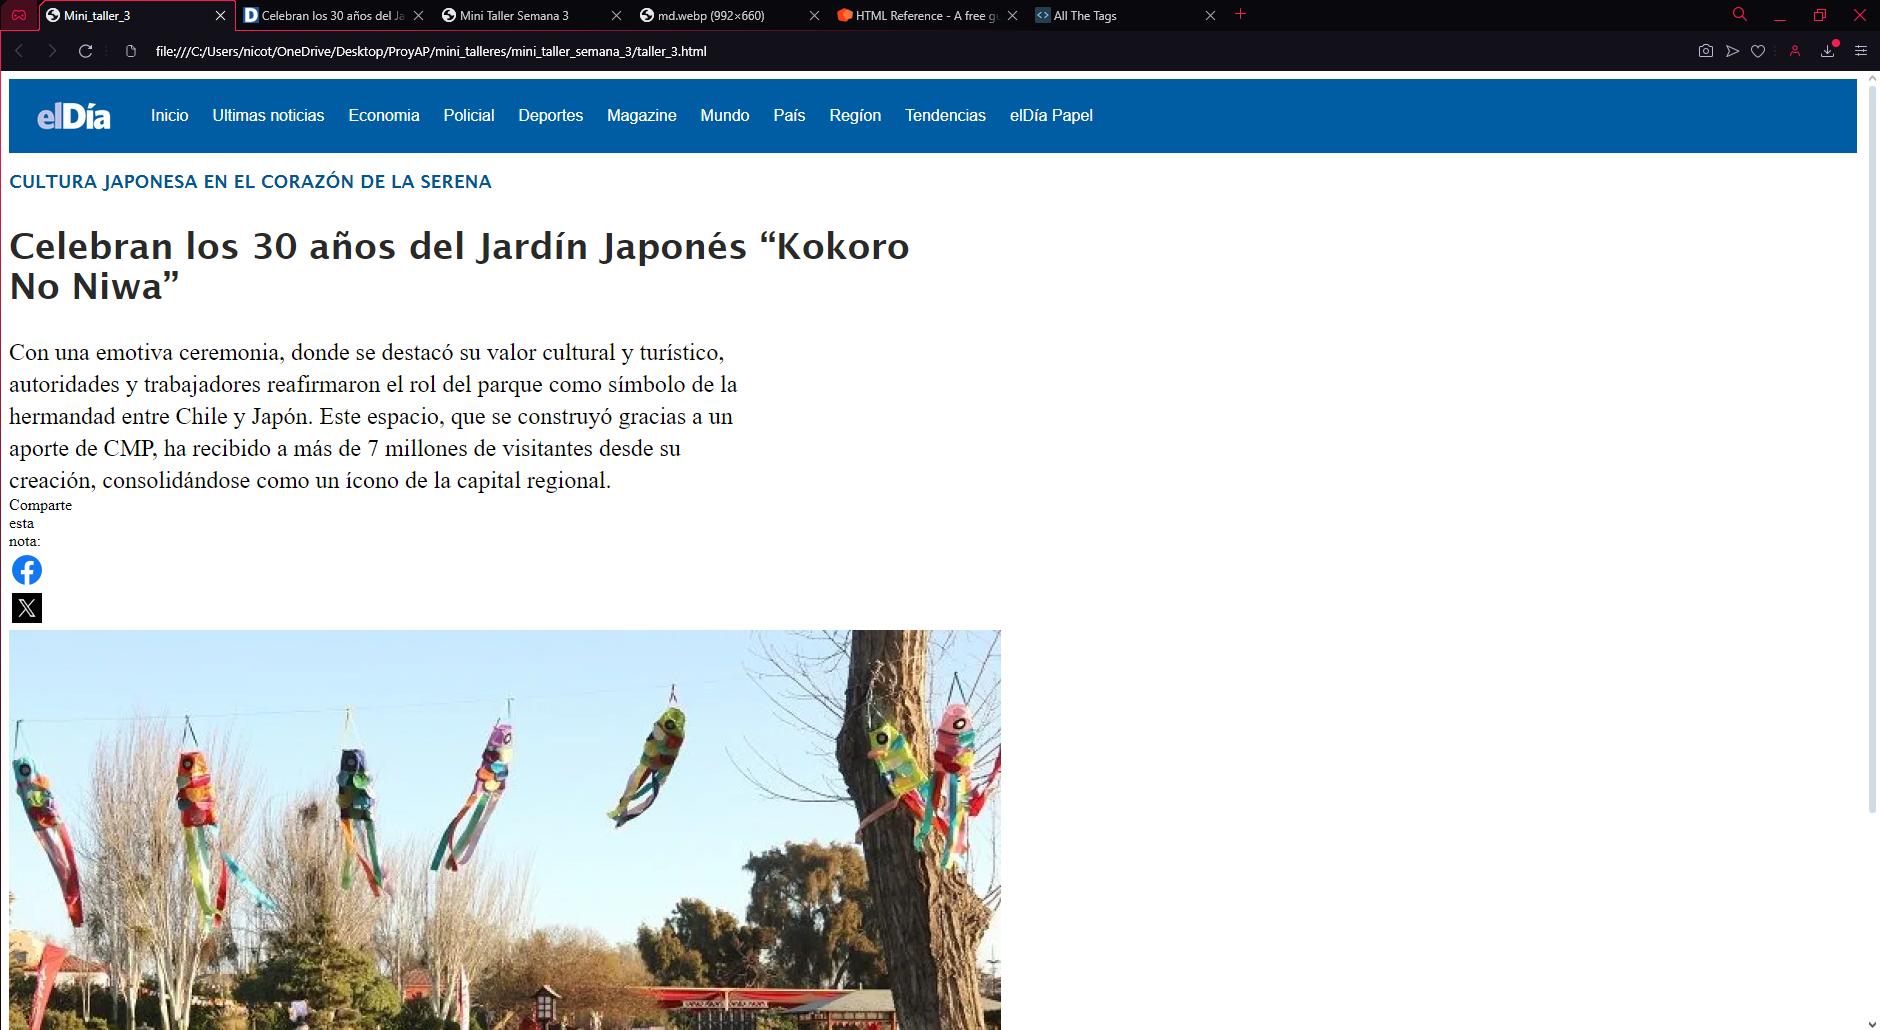 Mini_taller_3
Celebran los 30 años del Ja
Mini Taller Semana 3
md.webp (992×660)
HTML Reference - A free gu
All The Tags
file:///C:/Users/nicot/OneDrive/Desktop/ProyAP/mini_talleres/mini_taller_semana_3/taller_3.html
elDía Inicio Ultimas noticias Economia Policial Deportes Magazine Mundo País Regíon Tendencias elDía Papel
CULTURA JAPONESA EN EL CORAZÓN DE LA SERENA
Celebran los 30 años del Jardín Japonés “Kokoro
No Niwa”
Con una emotiva ceremonia, donde se destacó su valor cultural y turístico,
autoridades y trabajadores reafirmaron el rol del parque como símbolo de la
hermandad entre Chile y Japón. Este espacio, que se construyó gracias a un
aporte de CMP, ha recibido a más de 7 millones de visitantes desde su
creación, consolidándose como un ícono de la capital regional.
Comparte
esta
nota: